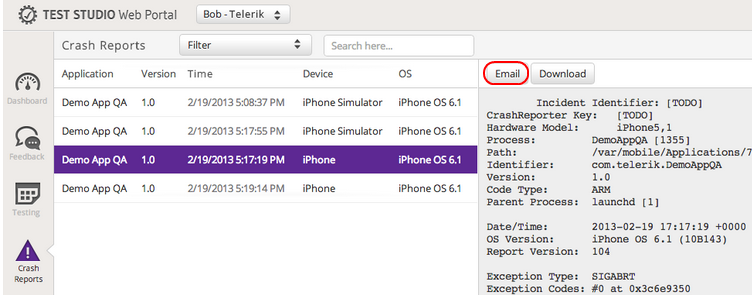 TEST STUDIO Web Portal
Bob - Telerik
Dashboard
Feedback
Testing
Crash
Reports
Crash Reports
Filter
Search here...
Application Version Time Device OS
Demo App QA 1.0 2/19/2013 5:08:37 PM iPhone Simulator iPhone OS 6.1
Demo App QA 1.0 2/19/2013 5:17:55 PM iPhone Simulator iPhone OS 6.1
Demo App QA 1.0 2/19/2013 5:17:19 PM iPhone iPhone OS 6.1
Demo App QA 1.0 2/19/2013 5:19:14 PM iPhone iPhone OS 6.1
Email Download
Incident Identifier: [TODO]
CrashReporter Key: [TODO]
Hardware Model: iPhone5,1
Process: DemoAppQA [1355]
Path: /var/mobile/Applications/7
Identifier: com.telerik.DemoAppQA
Version: 1.0
Code Type: ARM
Parent Process: launchd [1]
Date/Time: 2013-02-19 17:17:19 +0000
OS Version: iPhone OS 6.1 (10B143)
Report Version: 104
Exception Type: SIGABRT
Exception Codes: #0 at 0x3c6e9350